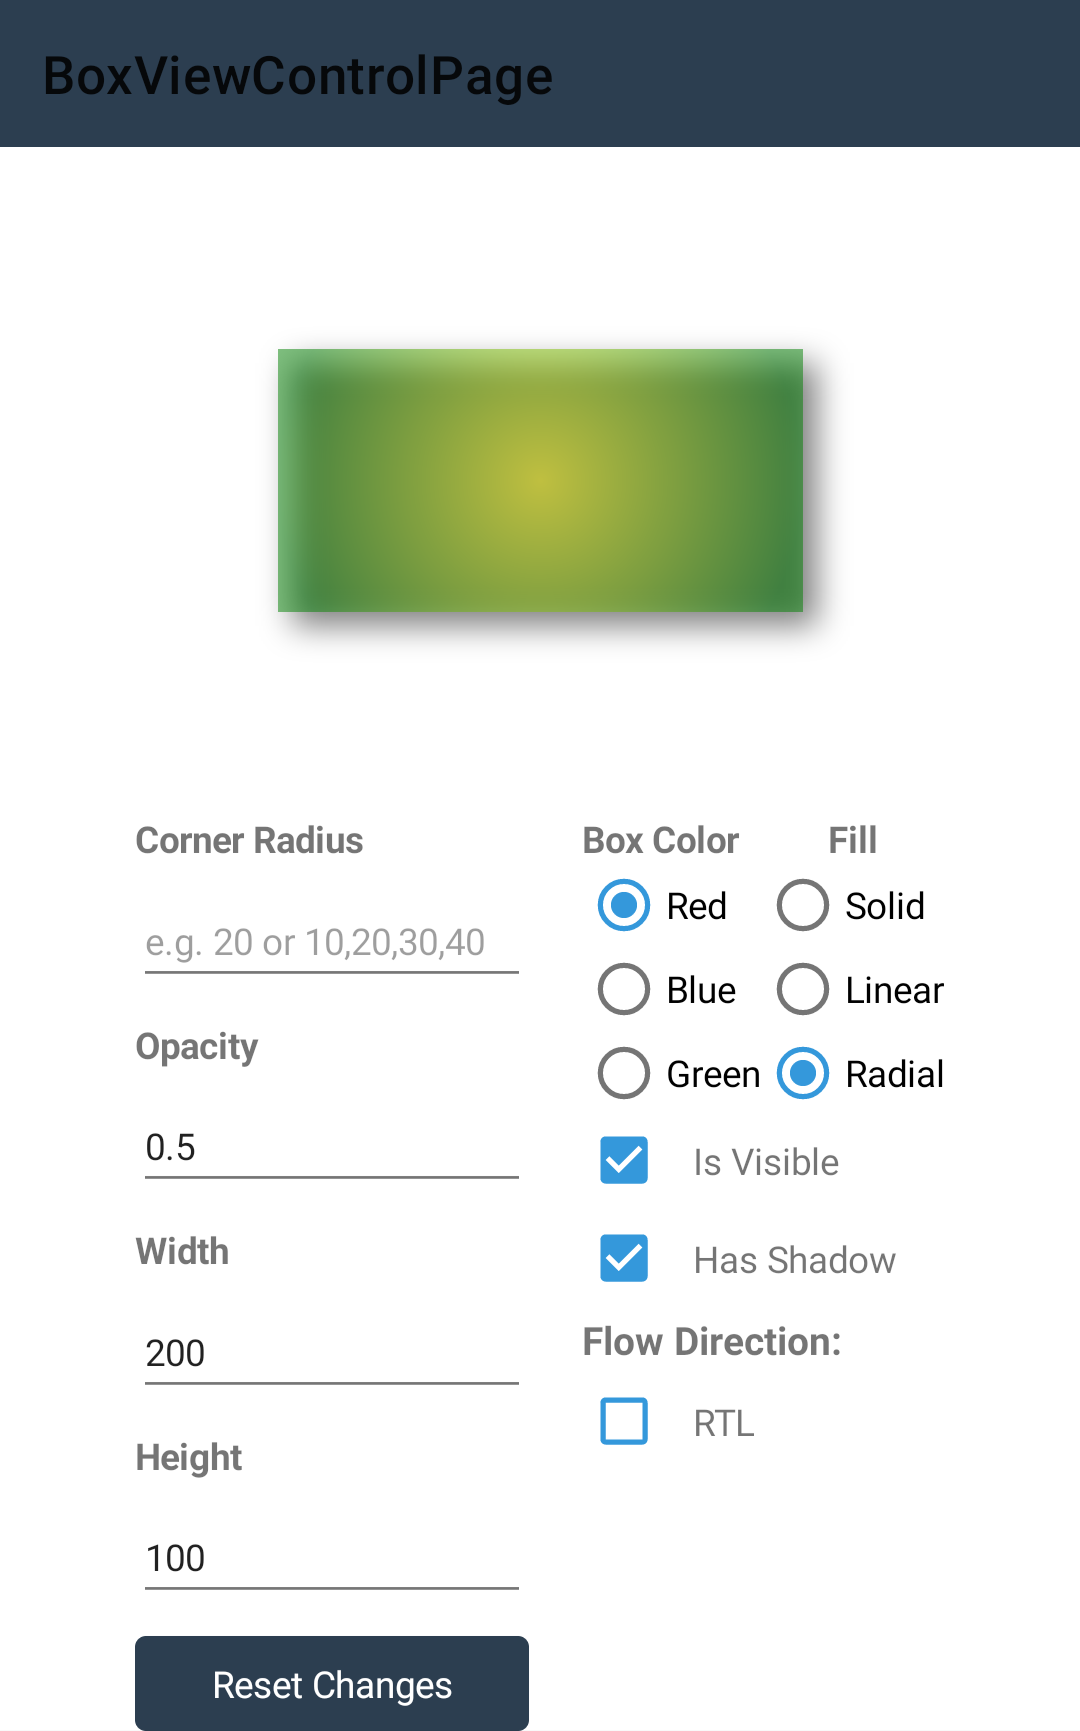 BoxViewControlPage
Corner Radius
e.g. 20 or 10,20,30,40
Opacity
0.5
Width
200
Height
100
Reset Changes
Box Color
Red
Blue
Green
Fill
Solid
Linear
Radial
Is Visible
Has Shadow
Flow Direction:
RTL